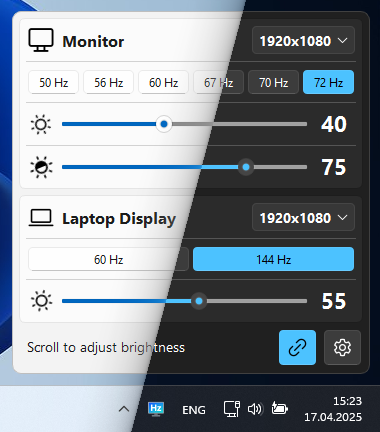 Monitor 1920x1080
50 Hz 56 Hz 60 Hz 67 Hz 70 Hz 72 Hz
40
75
Laptop Display 1920x1080
60 Hz 144 Hz
55
Scroll to adjust brightness
Hz ENG 15:23
17.04.2025